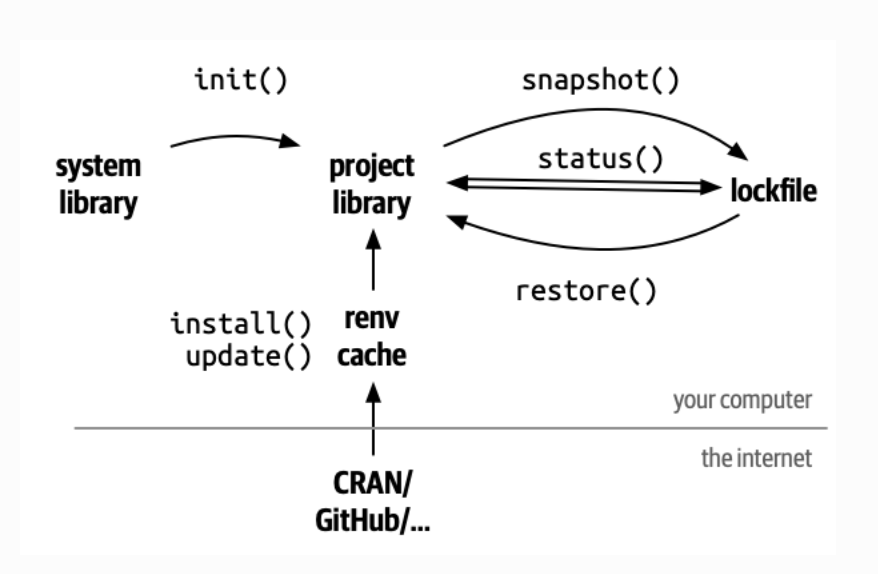 init()
snapshot()
system
library
project
library
status()
lockfile
restore()
install()
update()
renv
cache
your computer
the internet
CRAN/
GitHub/...